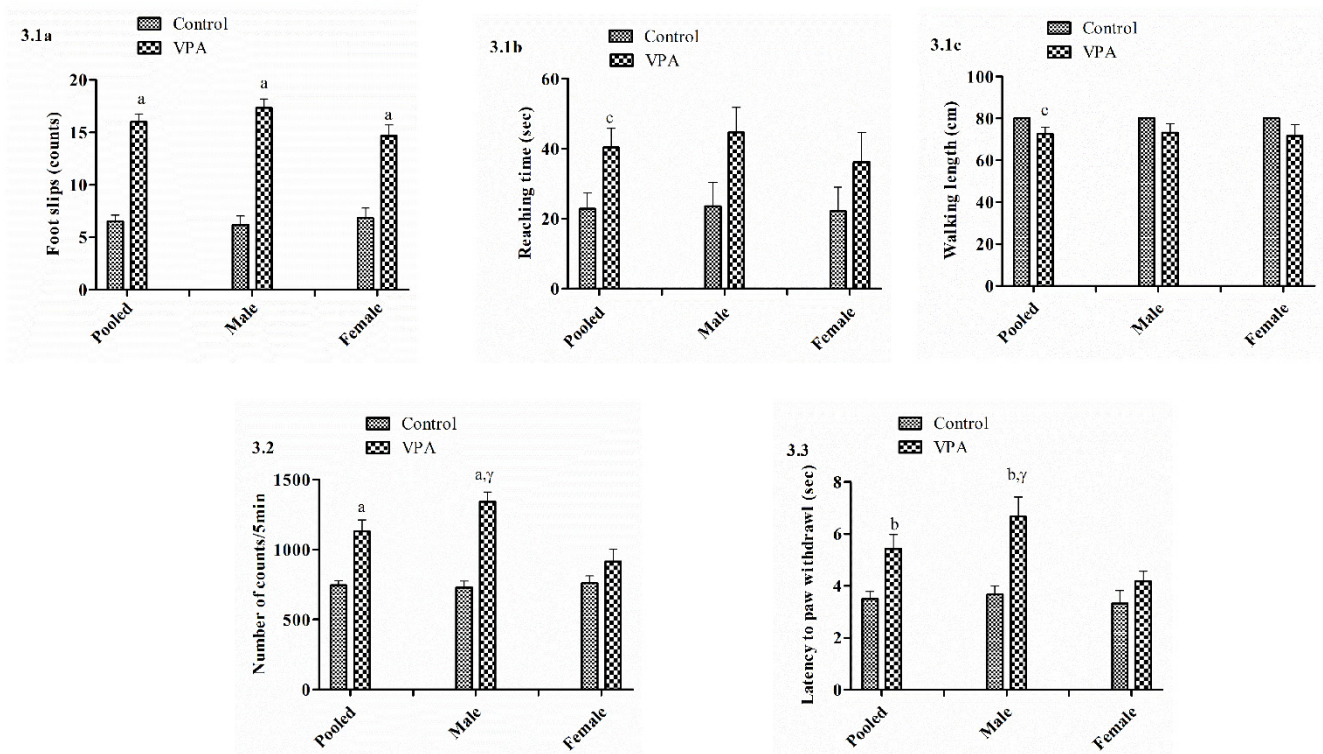 3.1a
Control
VPA
Foot slips (counts)
20
15
10
5
0
a
a
a
Pooled
Male
Female
3.1b
Control
VPA
Reaching time (sec)
60
40
20
0
c
Pooled
Male
Female
3.1c
Control
VPA
Walking length (cm)
100
80
60
40
20
0
c
Pooled
Male
Female
3.2
Control
VPA
Number of counts/5min
1500
1000
500
0
a
a,γ
Pooled
Male
Female
3.3
Control
VPA
Latency to paw withdrawl (sec)
8
6
4
2
0
b
b,γ
Pooled
Male
Female